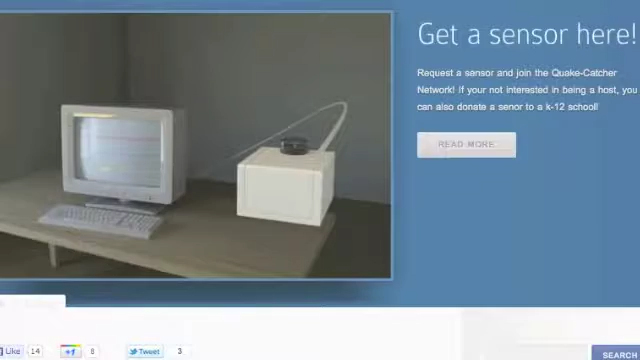 Get a sensor here!
Request a sensor and join the Quake-Catcher
Network! If your not interested in being a host, you
can also donate a senor to a k-12 school!
READ MORE
Like 14 +1 8 Tweet 3
SEARCH